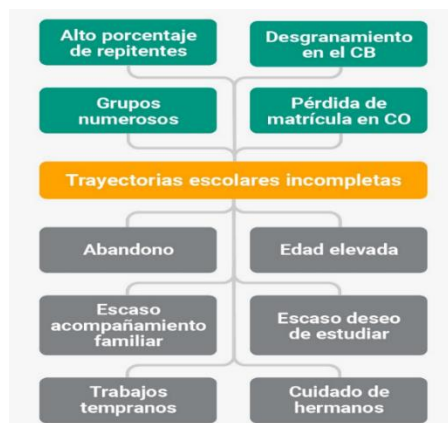 Alto porcentaje
de repitentes
Desgranamiento
en el CB
Grupos
numerosos
Pérdida de
matrícula en CO
Trayectorias escolares incompletas
Abandono
Edad elevada
Escaso
acompañamiento
familiar
Escaso deseo
de estudiar
Trabajos
tempranos
Cuidado de
hermanos